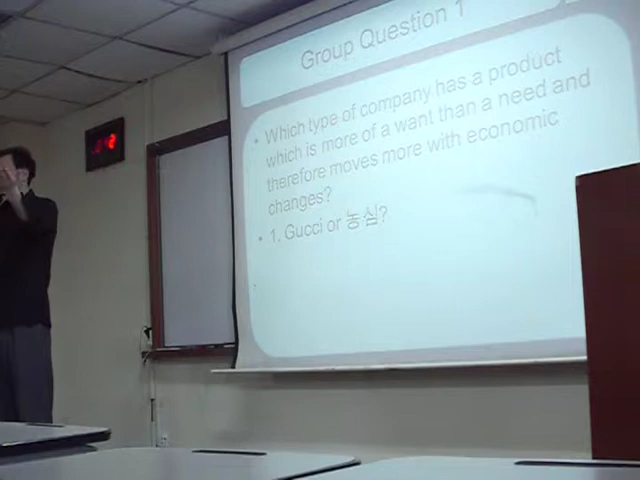 Group Question 1
• Which type of company has a product
which is more of a want than a need and
therefore moves more with economic
changes?
• 1. Gucci or 농심?